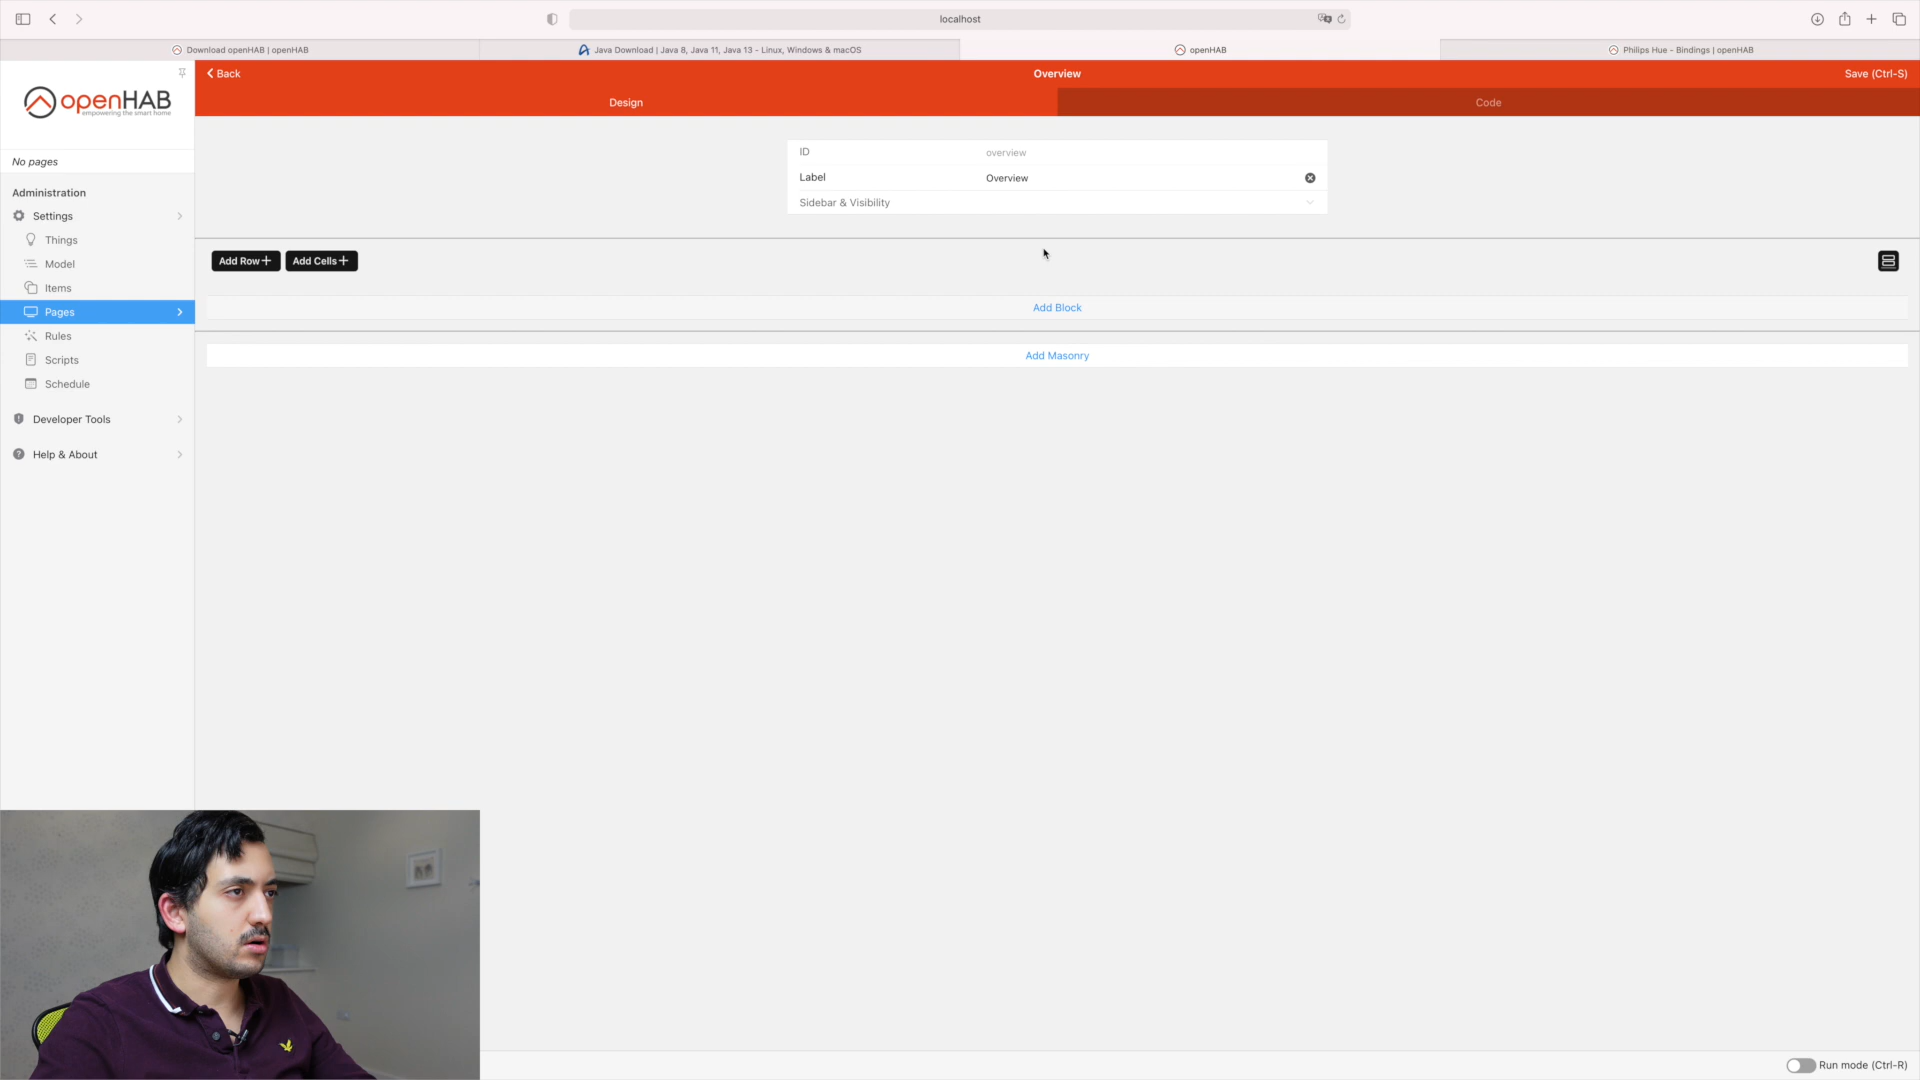 localhost
Download openHAB | openHAB
Java Download | Java 8, Java 11, Java 13 - Linux, Windows & macOS
openHAB
Philips Hue - Bindings | openHAB
openHAB
empowering the smart home
Back
Overview
Save (Ctrl-S)
Design
Code
No pages
Administration
Settings
Things
Model
Items
Pages
Rules
Scripts
Schedule
Developer Tools
Help & About
ID
overview
Label
Overview
Sidebar & Visibility
Add Row
Add Cells
Add Block
Add Masonry
Run mode (Ctrl-R)